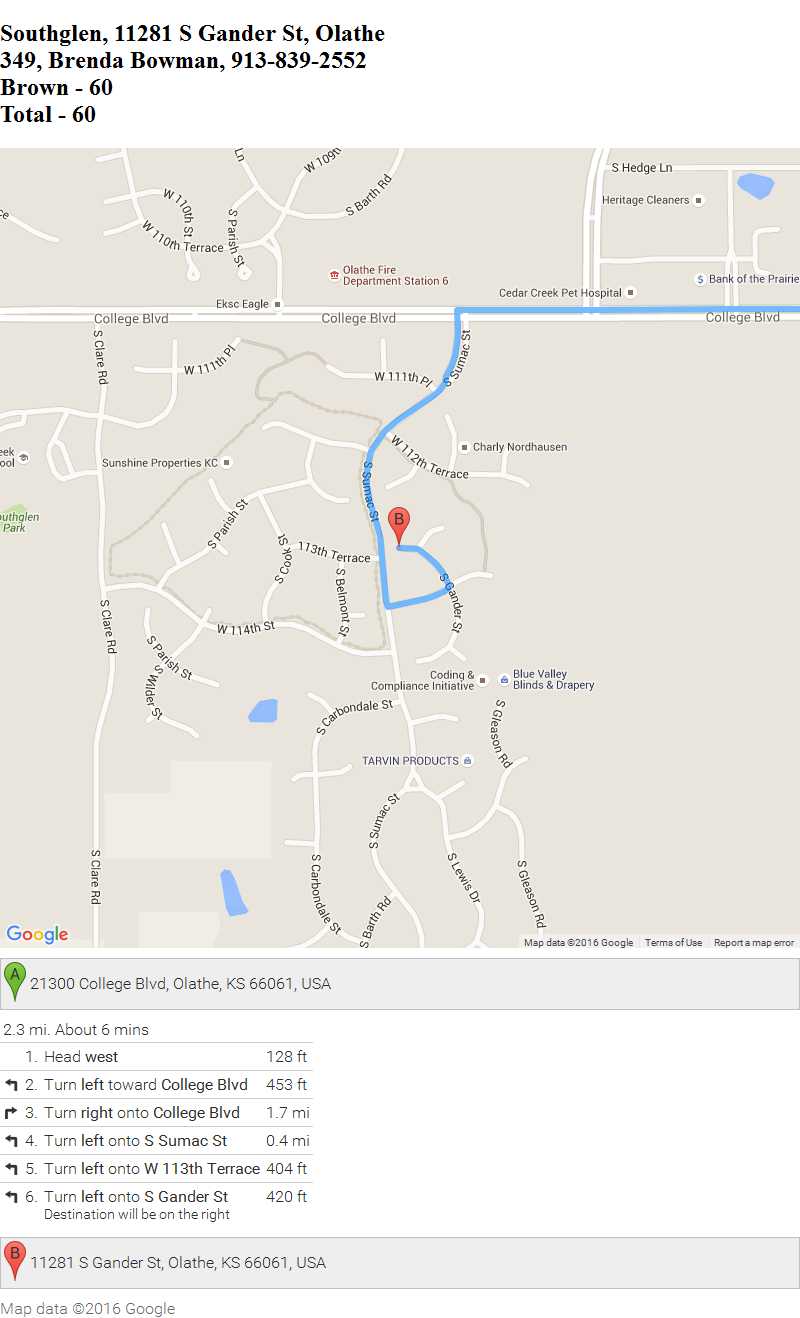 Southglen, 11281 S Gander St, Olathe
349, Brenda Bowman, 913-839-2552
Brown - 60
Total - 60
Ln
W 109th
S Hedge Ln
W 110th St
S Barth Rd
Heritage Cleaners
S Parish St
W 110th Terrace
Olathe Fire
Department Station 6
Bank of the Prairie
Cedar Creek Pet Hospital
Eksc Eagle
College Blvd
College Blvd
College Blvd
S Clare Rd
S Sumac St
W 111th Pl
W 111th Pl
W 112th Terrace
Charly Nordhausen
Sunshine Properties KC
S Sumac St
outhglen
Park
S Parish St
B
S Cook St
113th Terrace
S Belmont St
S Gander St
S Clare Rd
W 114th St
S Parish St
S Wilder St
Coding &
Compliance Initiative
Blue Valley
Blinds & Drapery
S Carbondale St
S Gleason Rd
TARVIN PRODUCTS
S Sumac St
S Clare Rd
S Carbondale St
S Lewis Dr
S Gleason Rd
S Barth Rd
Google
Map data ©2016 Google
Terms of Use
Report a map error
A
21300 College Blvd, Olathe, KS 66061, USA
2.3 mi. About 6 mins
1. Head west 128 ft
2. Turn left toward College Blvd 453 ft
3. Turn right onto College Blvd 1.7 mi
4. Turn left onto S Sumac St 0.4 mi
5. Turn left onto W 113th Terrace 404 ft
6. Turn left onto S Gander St 420 ft
Destination will be on the right
B
11281 S Gander St, Olathe, KS 66061, USA
Map data ©2016 Google